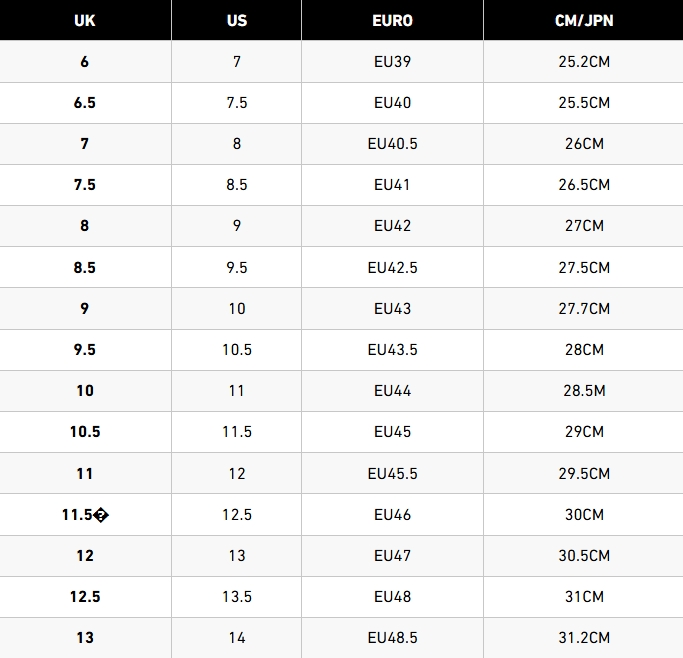 UK US EURO CM/JPN
6 7 EU39 25.2CM
6.5 7.5 EU40 25.5CM
7 8 EU40.5 26CM
7.5 8.5 EU41 26.5CM
8 9 EU42 27CM
8.5 9.5 EU42.5 27.5CM
9 10 EU43 27.7CM
9.5 10.5 EU43.5 28CM
10 11 EU44 28.5M
10.5 11.5 EU45 29CM
11 12 EU45.5 29.5CM
11.5� 12.5 EU46 30CM
12 13 EU47 30.5CM
12.5 13.5 EU48 31CM
13 14 EU48.5 31.2CM